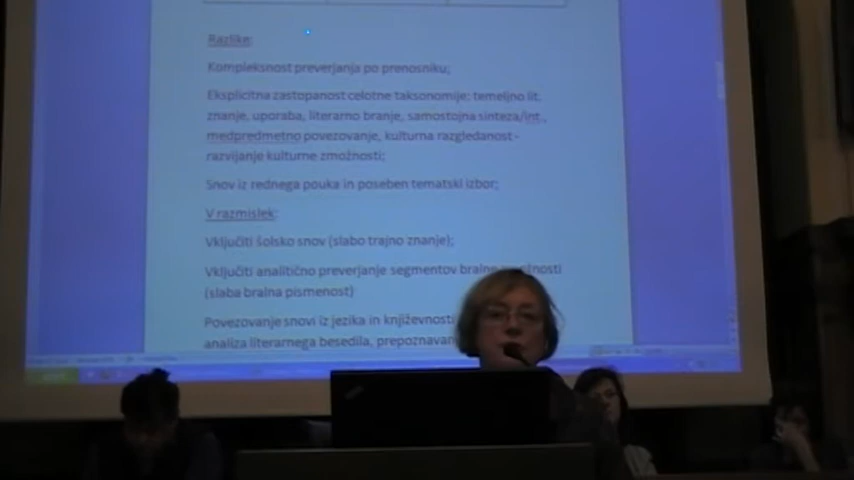 Razlike:
Kompleksnost preverjanja po prenosniku;
Eksplicitna zastopanost celotne taksonomije: temeljno lit.
znanje, uporaba, literarno branje, samostojna sinteza/int.,
medpredmetno povezovanje, kulturna razgledanost -
razvijanje kulturne zmožnosti;
Snov iz rednega pouka in poseben tematski izbor;
V razmislek:
Vključiti šolsko snov (slabo trajno znanje);
Vključiti analitično preverjanje segmentov bralne
(slaba bralna pismenost)
Povezovanje snovi iz jezika in književnosti
analiza literarnega besedila,